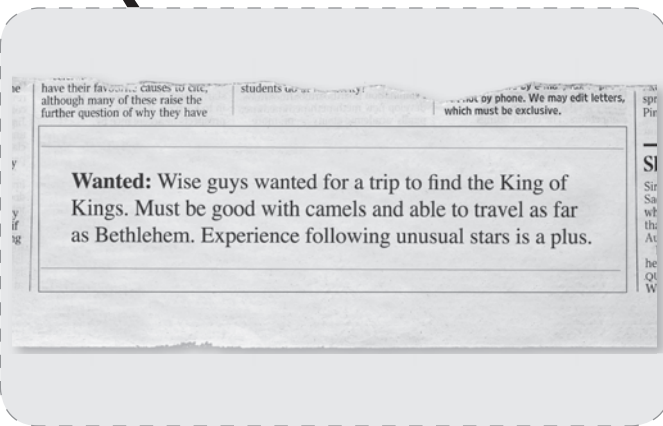 have their favourite causes to cite,
although many of these raise the
further question of why they have
students
by phone. We may edit letters,
which must be exclusive.
Wanted: Wise guys wanted for a trip to find the King of
Kings. Must be good with camels and able to travel as far
as Bethlehem. Experience following unusual stars is a plus.